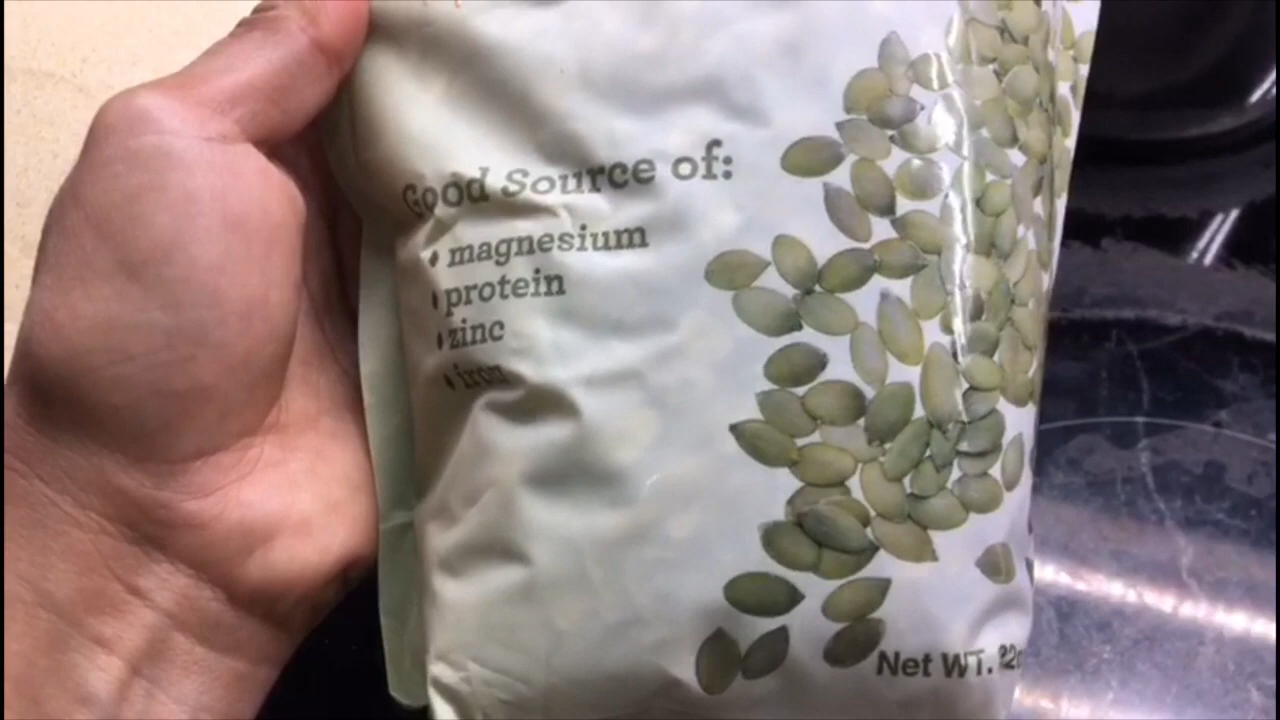 Good Source of:
• magnesium
• protein
• zinc
• iron
Net WT.